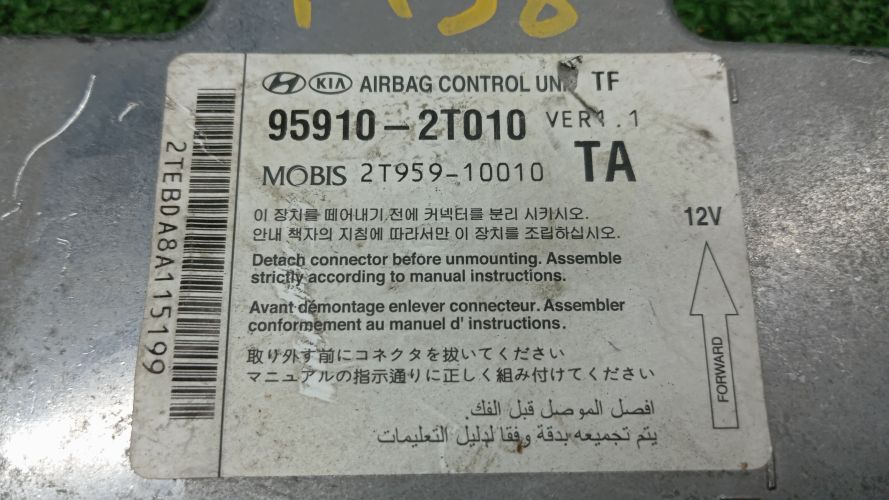 KIA AIRBAG CONTROL TF
95910-2T010 VER1.1
MOBIS 2T959-10010 TA
2TEBDA8A115199
이 장치를 떼어내기 전에 커넥터를 분리 시키시오.
안내 책자의 지침에 따라서만 이 장치를 조립하십시오.
12V
Detach connector before unmounting. Assemble
strictly according to manual instructions.
Avant démontage enlever connecteur. Assembler
conformement au manuel d' instructions.
FORWARD
取り外す前にコネクタを抜いてください
マニュアルの指示通りに正しく組み付けてください
افصل الموصل قبل الفك.
يتم تجميعه بدقة وفقا لدليل التعليمات